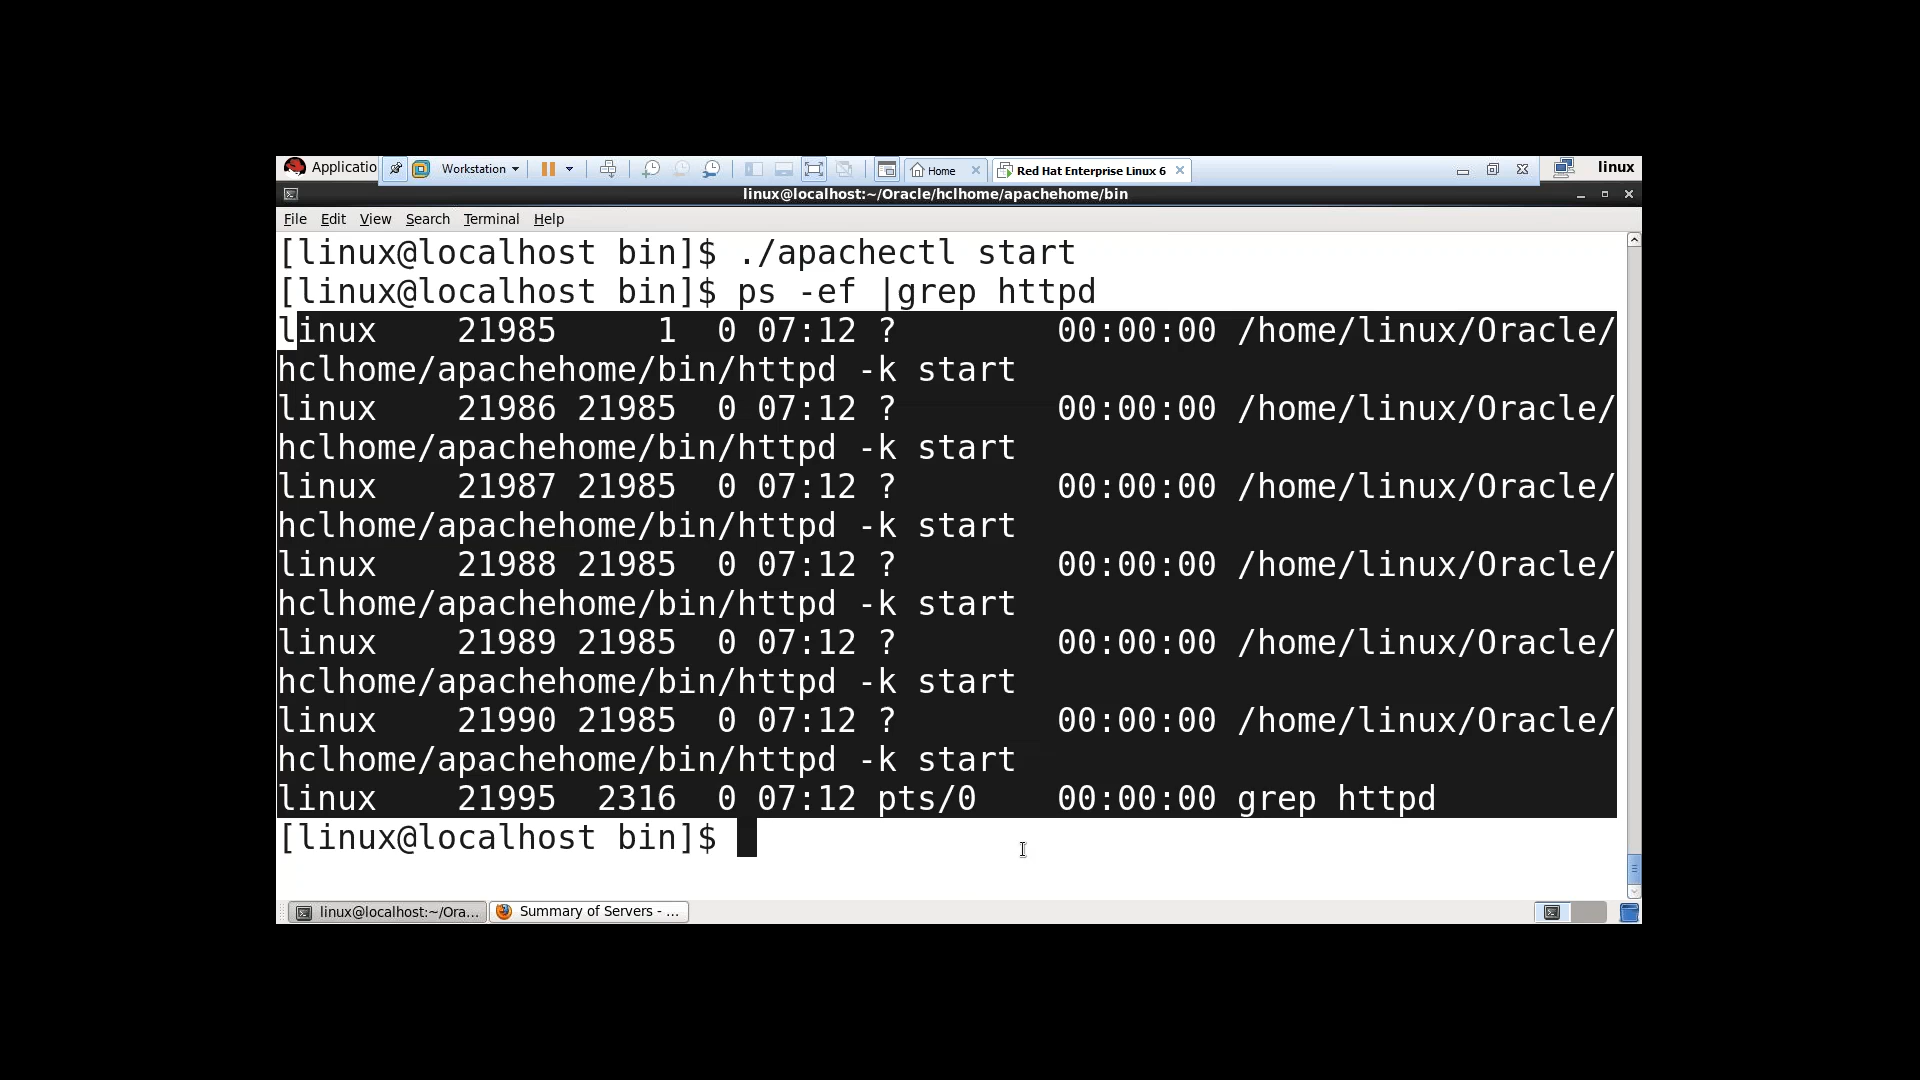 Applicatio Workstation Home Red Hat Enterprise Linux 6 linux
linux@localhost:~/Oracle/hclhome/apachehome/bin
File Edit View Search Terminal Help
[linux@localhost bin]$ ./apachectl start
[linux@localhost bin]$ ps -ef |grep httpd
linux    21985     1  0 07:12 ?        00:00:00 /home/linux/Oracle/
hclhome/apachehome/bin/httpd -k start
linux    21986 21985  0 07:12 ?        00:00:00 /home/linux/Oracle/
hclhome/apachehome/bin/httpd -k start
linux    21987 21985  0 07:12 ?        00:00:00 /home/linux/Oracle/
hclhome/apachehome/bin/httpd -k start
linux    21988 21985  0 07:12 ?        00:00:00 /home/linux/Oracle/
hclhome/apachehome/bin/httpd -k start
linux    21989 21985  0 07:12 ?        00:00:00 /home/linux/Oracle/
hclhome/apachehome/bin/httpd -k start
linux    21990 21985  0 07:12 ?        00:00:00 /home/linux/Oracle/
hclhome/apachehome/bin/httpd -k start
linux    21995  2316  0 07:12 pts/0    00:00:00 grep httpd
[linux@localhost bin]$
linux@localhost:~/Ora... Summary of Servers - ...